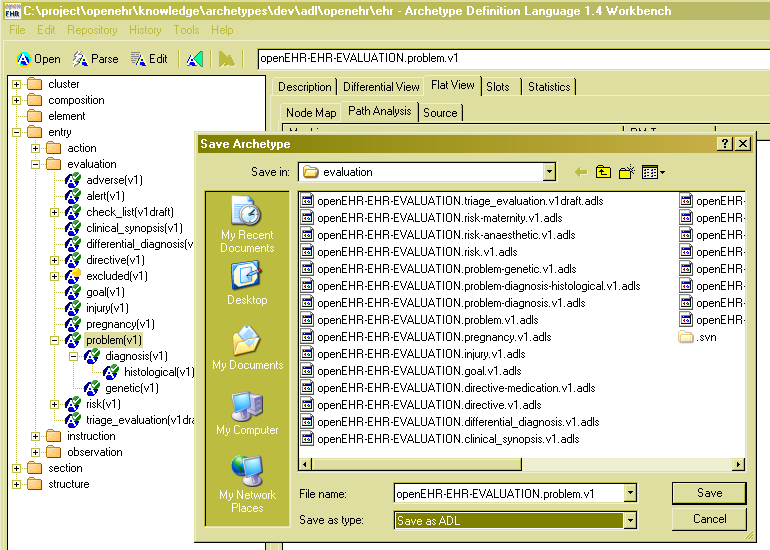 C:\project\openehr\knowledge\archetypes\dev\adl\openehr\ehr - Archetype Definition Language 1.4 Workbench
File Edit Repository History Tools Help
Open Parse Edit openEHR-EHR-EVALUATION.problem.v1
cluster
composition
element
entry
action
evaluation
adverse(v1)
alert(v1)
check_list(v1draft)
clinical_synopsis(v1)
differential_diagnosis(v
directive(v1)
excluded(v1)
goal(v1)
injury(v1)
pregnancy(v1)
problem(v1)
diagnosis(v1)
histological(v1)
genetic(v1)
risk(v1)
triage_evaluation(v1dra
instruction
observation
section
structure
Description Differential View Flat View Slots Statistics
Node Map Path Analysis Source
Save Archetype
Save in: evaluation
My Recent
Documents
Desktop
My Documents
My Computer
My Network
Places
openEHR-EHR-EVALUATION.triage_evaluation.v1draft.adls
openEHR-EHR-EVALUATION.risk-maternity.v1.adls
openEHR-EHR-EVALUATION.risk-anaesthetic.v1.adls
openEHR-EHR-EVALUATION.risk.v1.adls
openEHR-EHR-EVALUATION.problem-genetic.v1.adls
openEHR-EHR-EVALUATION.problem-diagnosis-histological.v1.adls
openEHR-EHR-EVALUATION.problem-diagnosis.v1.adls
openEHR-EHR-EVALUATION.problem.v1.adls
openEHR-EHR-EVALUATION.pregnancy.v1.adls
openEHR-EHR-EVALUATION.injury.v1.adls
openEHR-EHR-EVALUATION.goal.v1.adls
openEHR-EHR-EVALUATION.directive-medication.v1.adls
openEHR-EHR-EVALUATION.directive.v1.adls
openEHR-EHR-EVALUATION.differential_diagnosis.v1.adls
openEHR-EHR-EVALUATION.clinical_synopsis.v1.adls
openEHR-
openEHR-
openEHR-
openEHR-
openEHR-
openEHR-
openEHR-
openEHR-
.svn
File name: openEHR-EHR-EVALUATION.problem.v1 Save
Save as type: Save as ADL Cancel